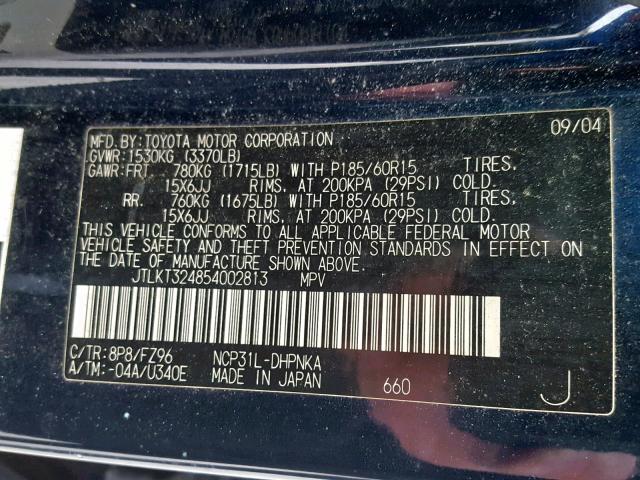 MFD. BY: TOYOTA MOTOR CORPORATION 09/04
GVWR: 1530KG (3370LB)
GAWR: FRT. 780KG (1715LB) WITH P185/60R15 TIRES,
15X6JJ RIMS, AT 200KPA (29PSI) COLD.
RR. 760KG (1675LB) WITH P185/60R15 TIRES,
15X6JJ RIMS, AT 200KPA (29PSI) COLD.
THIS VEHICLE CONFORMS TO ALL APPLICABLE FEDERAL MOTOR
VEHICLE SAFETY AND THEFT PREVENTION STANDARDS IN EFFECT ON
THE DATE OF MANUFACTURE SHOWN ABOVE.
JTLKT324854002813 MPV
C/TR: 8P8/FZ96 NCP31L-DHPNKA
A/TM: -04A/U340E MADE IN JAPAN 660 J